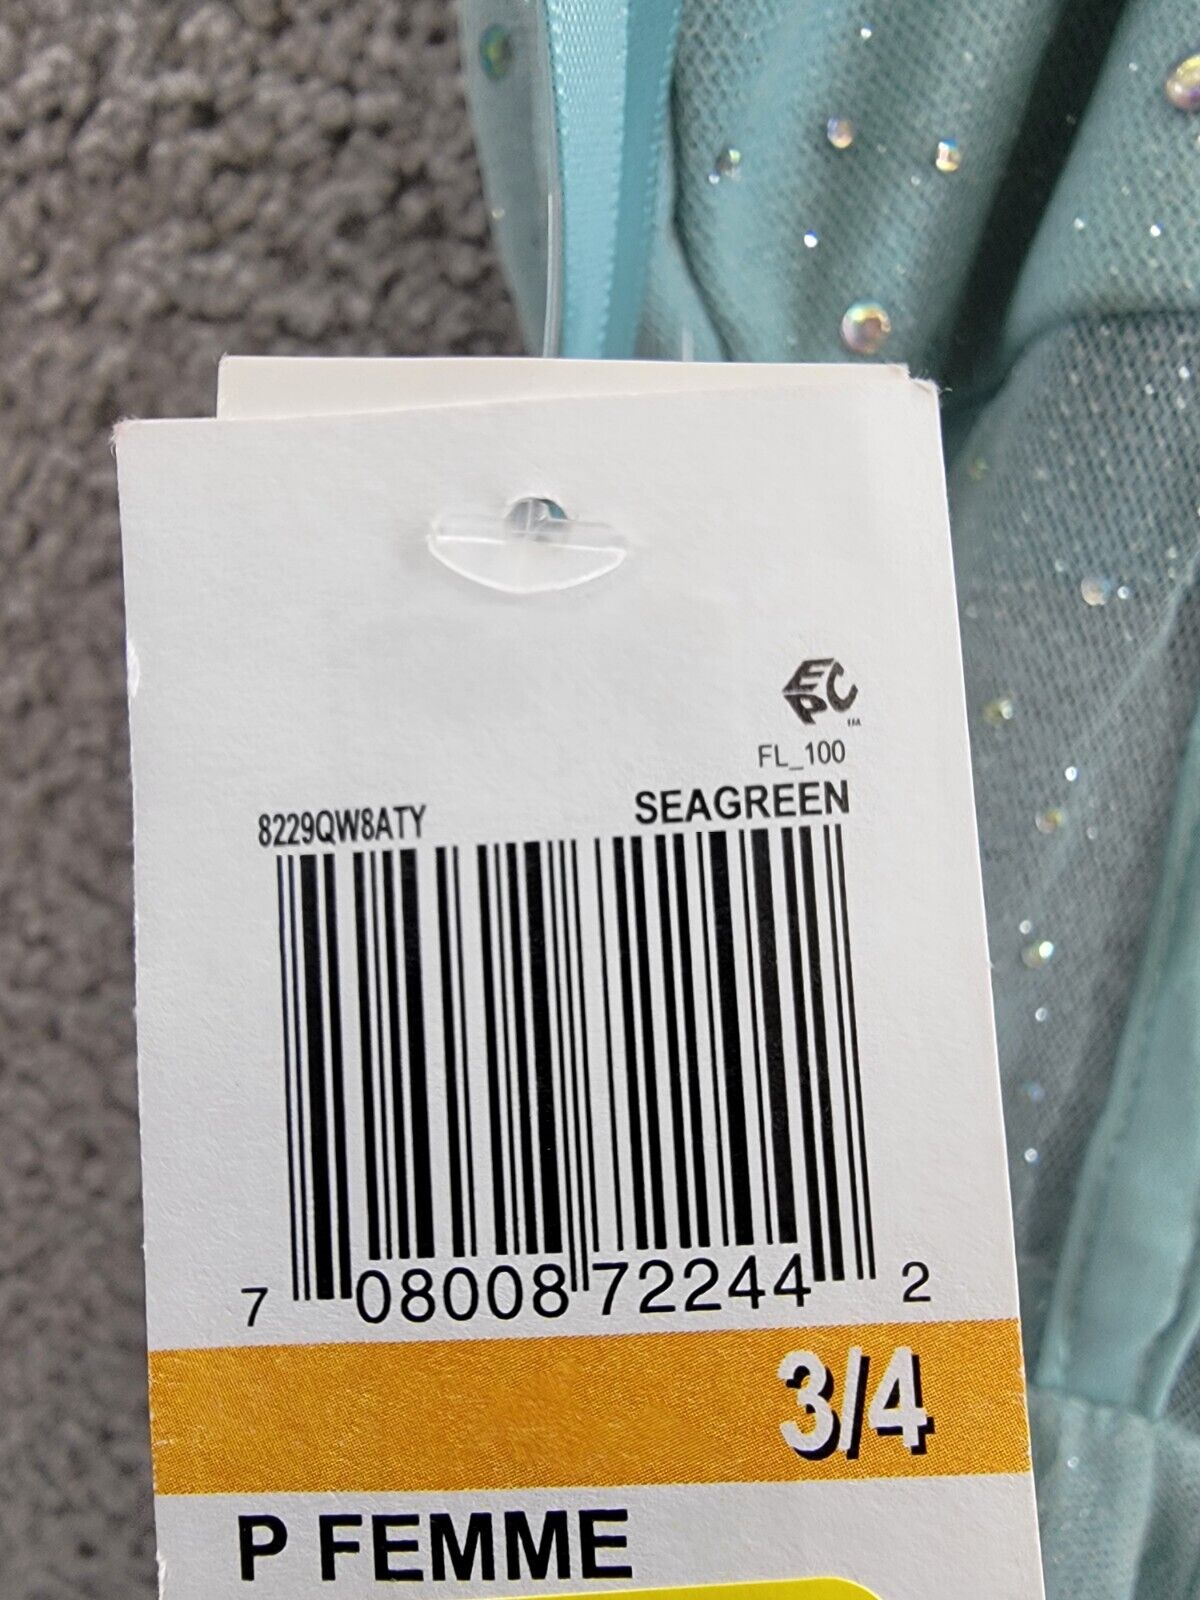 EPC
FL_100
8229QW8ATY SEAGREEN
7 08008 72244 2
3/4
P FEMME